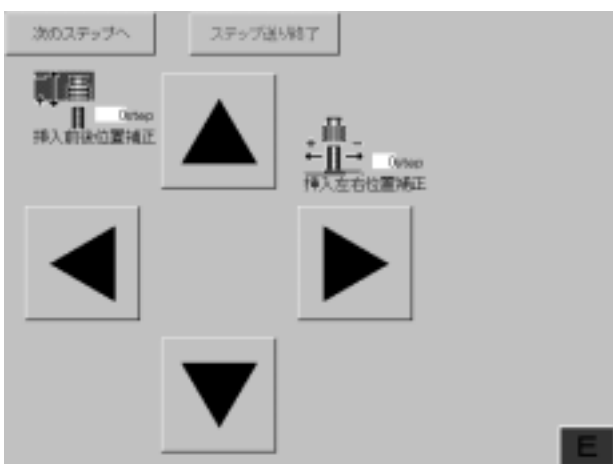 次のステップへ
ステップ送り終了
0step
挿入前後位置補正
+ -
0step
挿入左右位置補正
E